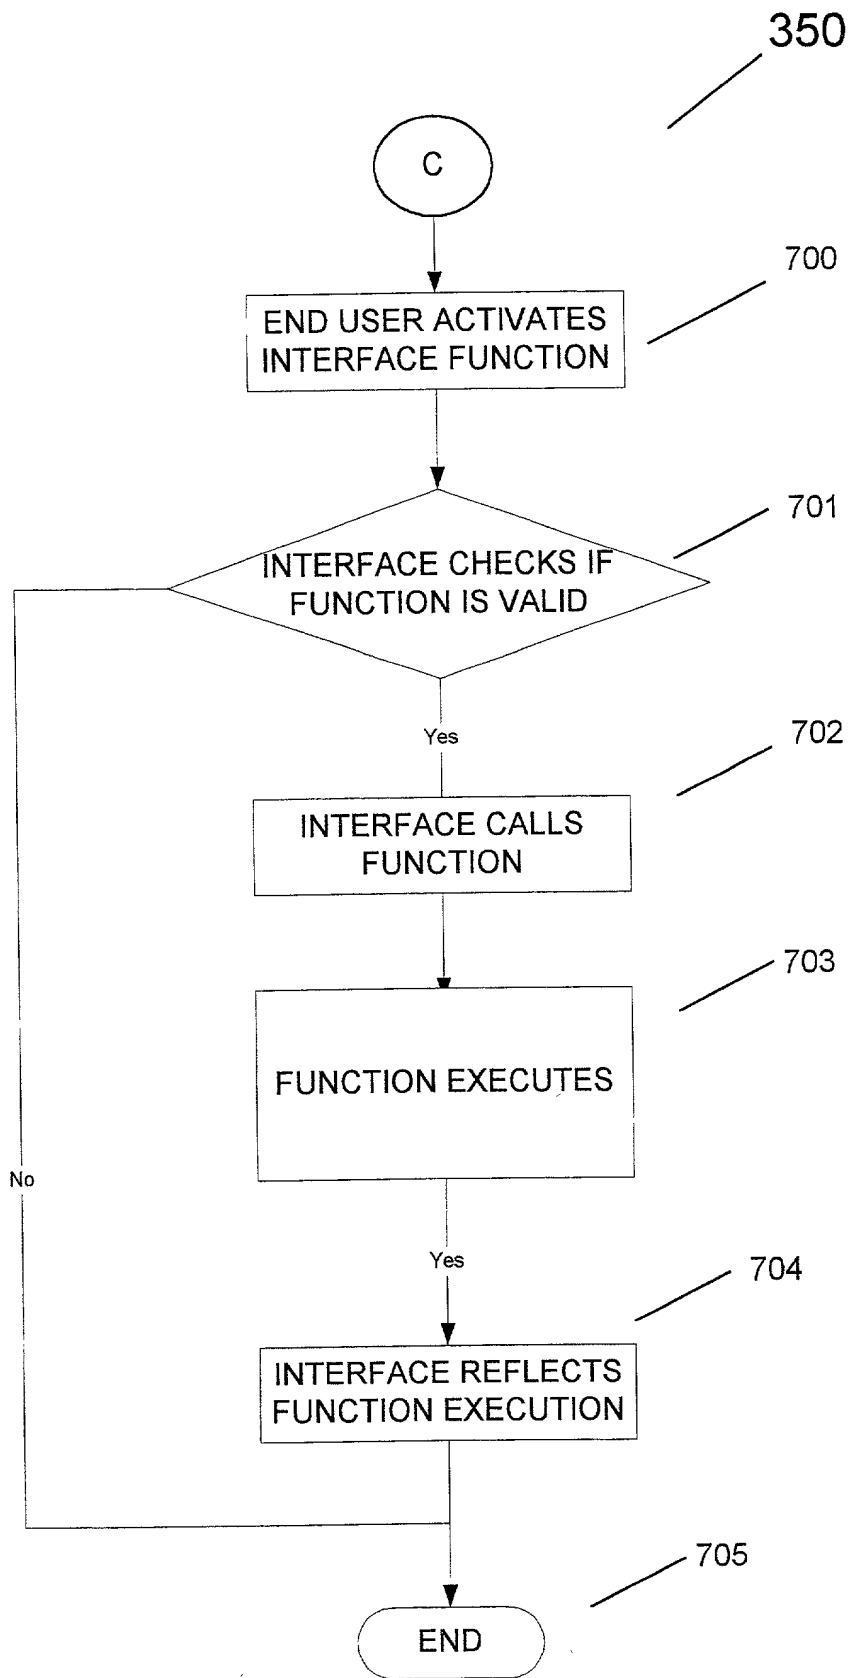 350
C
700
END USER ACTIVATES
INTERFACE FUNCTION
701
INTERFACE CHECKS IF
FUNCTION IS VALID
Yes
702
INTERFACE CALLS
FUNCTION
703
FUNCTION EXECUTES
No
Yes
704
INTERFACE REFLECTS
FUNCTION EXECUTION
705
END